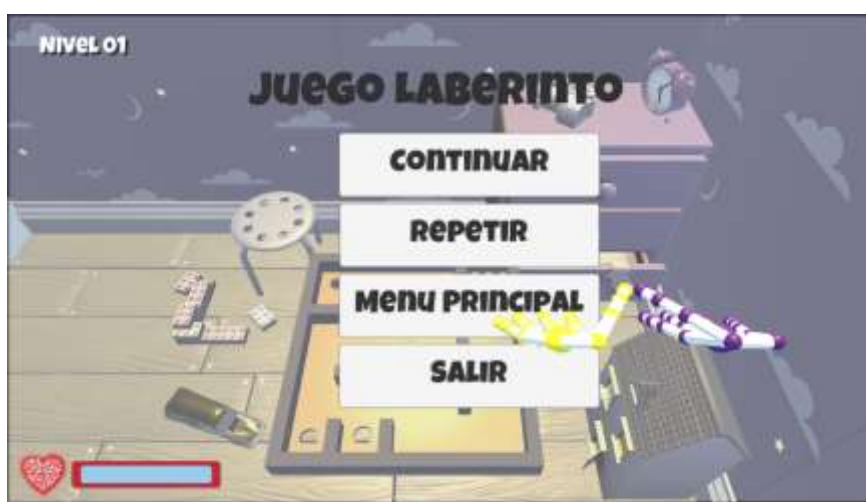 NIVEL 01
JUEGO LABERINTO
CONTINUAR
REPETIR
MENU PRINCIPAL
SALIR